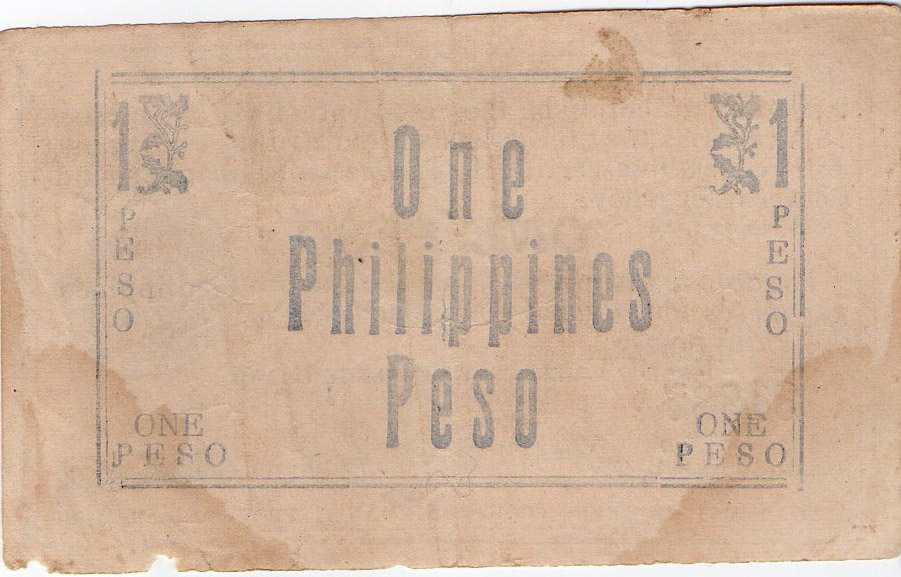 1 1
One
PESO PESO
Philippines
Peso
ONE ONE
PESO PESO